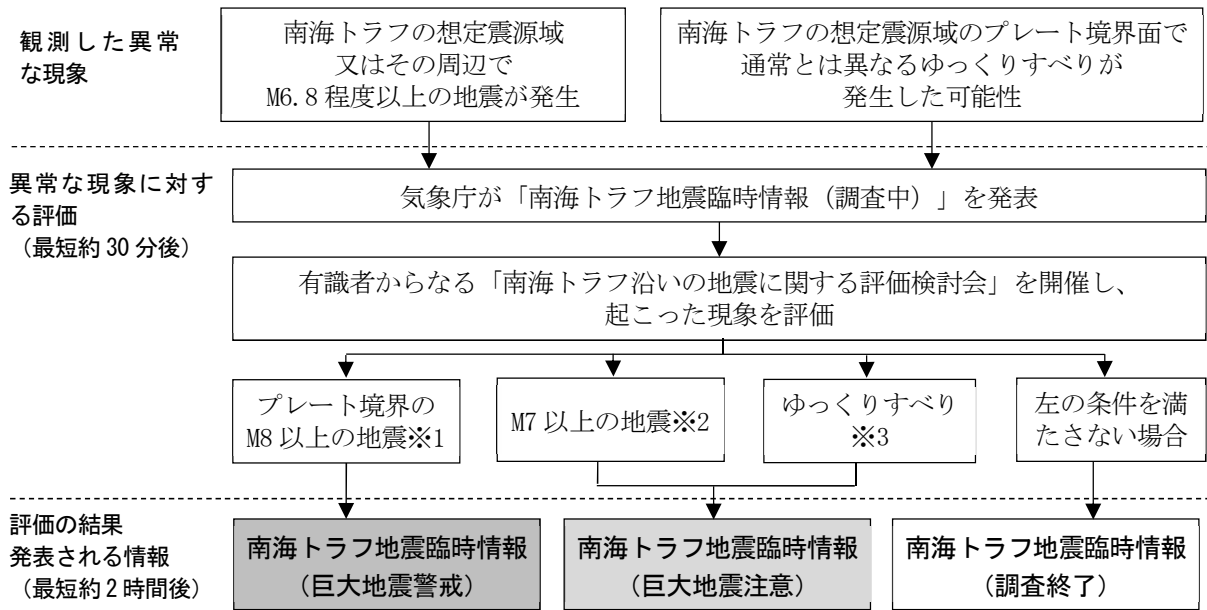 観測した異常
な現象
南海トラフの想定震源域
又はその周辺で
M6.8程度以上の地震が発生
南海トラフの想定震源域のプレート境界面で
通常とは異なるゆっくりすべりが
発生した可能性
異常な現象に対す
る評価
(最短約30分後)
気象庁が「南海トラフ地震臨時情報(調査中)」を発表
有識者からなる「南海トラフ沿いの地震に関する評価検討会」を開催し、
起こった現象を評価
プレート境界の
M8以上の地震※1
M7以上の地震※2
ゆっくりすべり
※3
左の条件を満
たさない場合
評価の結果
発表される情報
(最短約2時間後)
南海トラフ地震臨時情報
(巨大地震警戒)
南海トラフ地震臨時情報
(巨大地震注意)
南海トラフ地震臨時情報
(調査終了)